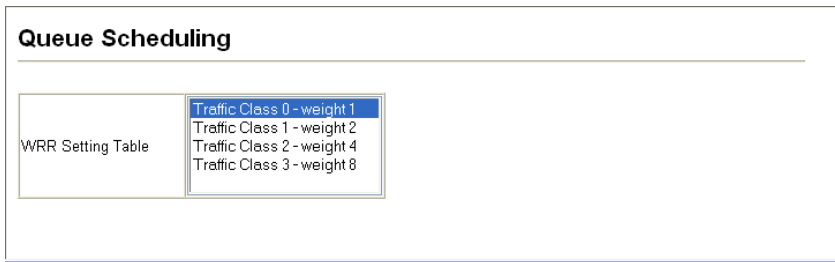 Queue Scheduling
WRR Setting Table
Traffic Class 0 - weight 1
Traffic Class 1 - weight 2
Traffic Class 2 - weight 4
Traffic Class 3 - weight 8